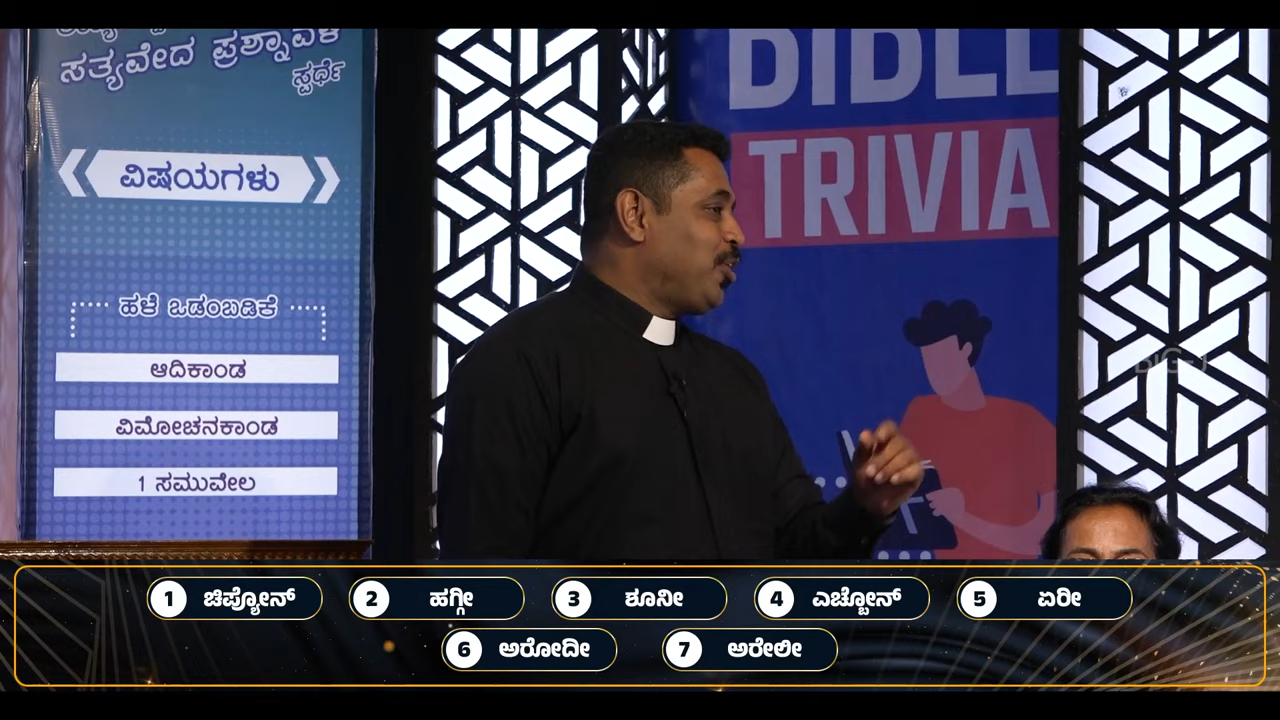 ಸತ್ಯವೇದ ಪ್ರಶ್ನಾವಳಿ
ಸ್ಪರ್ಧೆ
ವಿಷಯಗಳು
ಹಳೆ ಒಡಂಬಡಿಕೆ
ಆದಿಕಾಂಡ
ವಿಮೋಚನಕಾಂಡ
1 ಸಮುವೇಲ
BIBLE
TRIVIA
1 ಚಿಪ್ಯೋನ್ 2 ಹಗ್ಗೀ 3 ಶೂನೀ 4 ಎಚ್ಬೋನ್ 5 ಏರೀ
6 ಅರೋದೀ 7 ಅರೇಲೀ